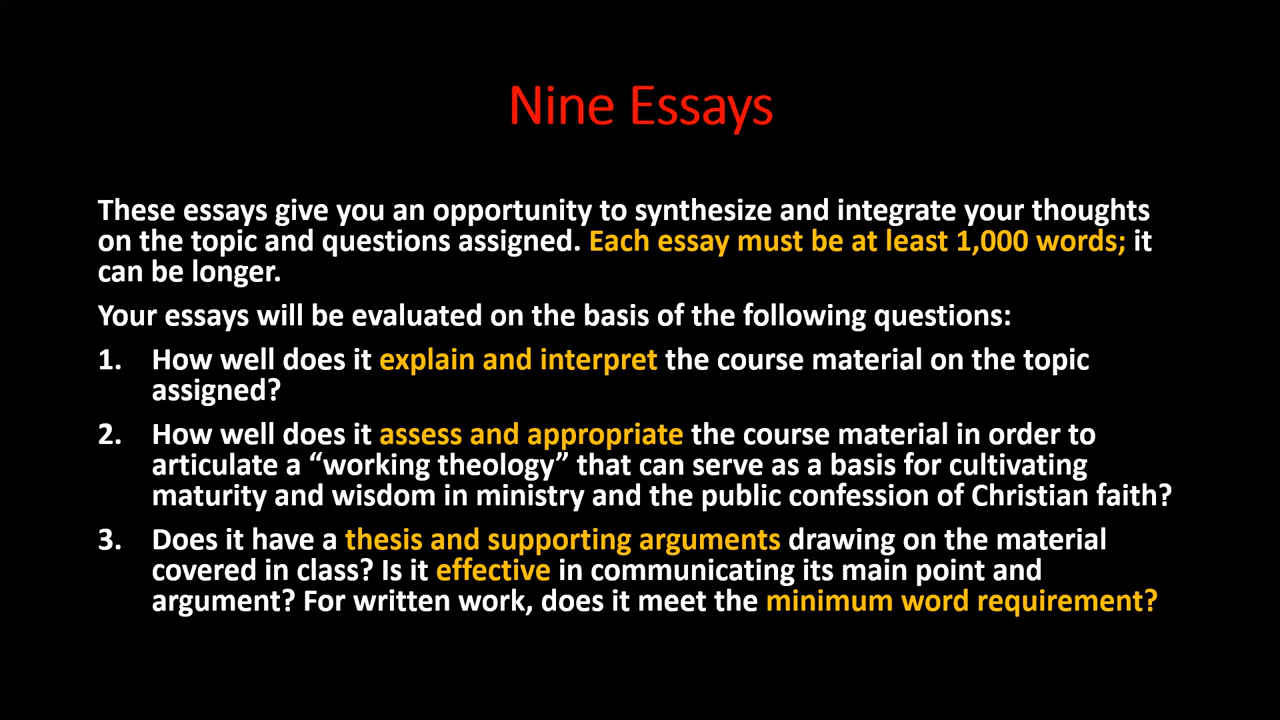 Nine Essays
These essays give you an opportunity to synthesize and integrate your thoughts
on the topic and questions assigned. Each essay must be at least 1,000 words; it
can be longer.
Your essays will be evaluated on the basis of the following questions:
1. How well does it explain and interpret the course material on the topic
assigned?
2. How well does it assess and appropriate the course material in order to
articulate a “working theology” that can serve as a basis for cultivating
maturity and wisdom in ministry and the public confession of Christian faith?
3. Does it have a thesis and supporting arguments drawing on the material
covered in class? Is it effective in communicating its main point and
argument? For written work, does it meet the minimum word requirement?